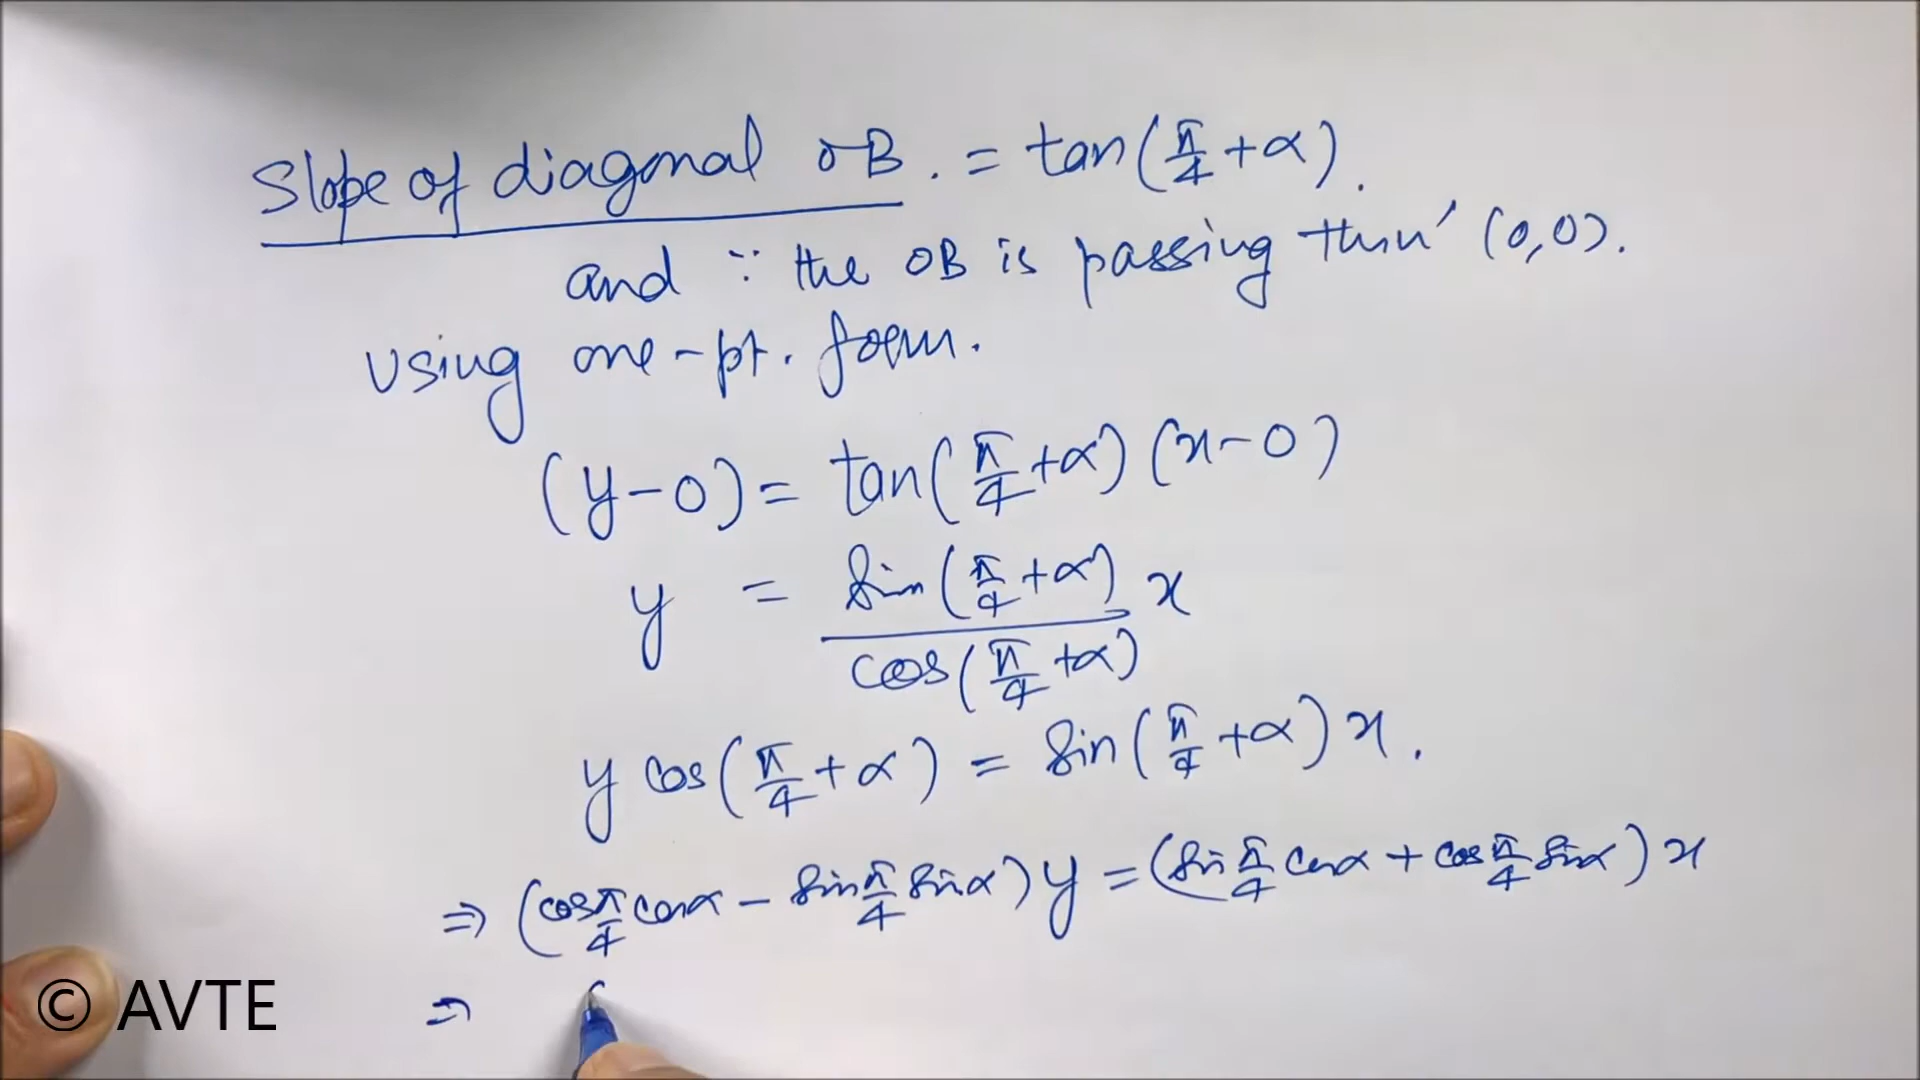 Slope of diagonal OB. = tan(π/4 + α).
and ∵ the OB is passing thru' (0,0).
using one-pt. form.
(y-0) = tan(π/4 + α) (x-0)
y = sin(π/4 + α)/cos(π/4 + α) x
y cos(π/4 + α) = sin(π/4 + α) x.
⇒ (cos π/4 cos α - sin π/4 sin α) y = (sin π/4 cos α + cos π/4 sin α) x
⇒
© AVTE